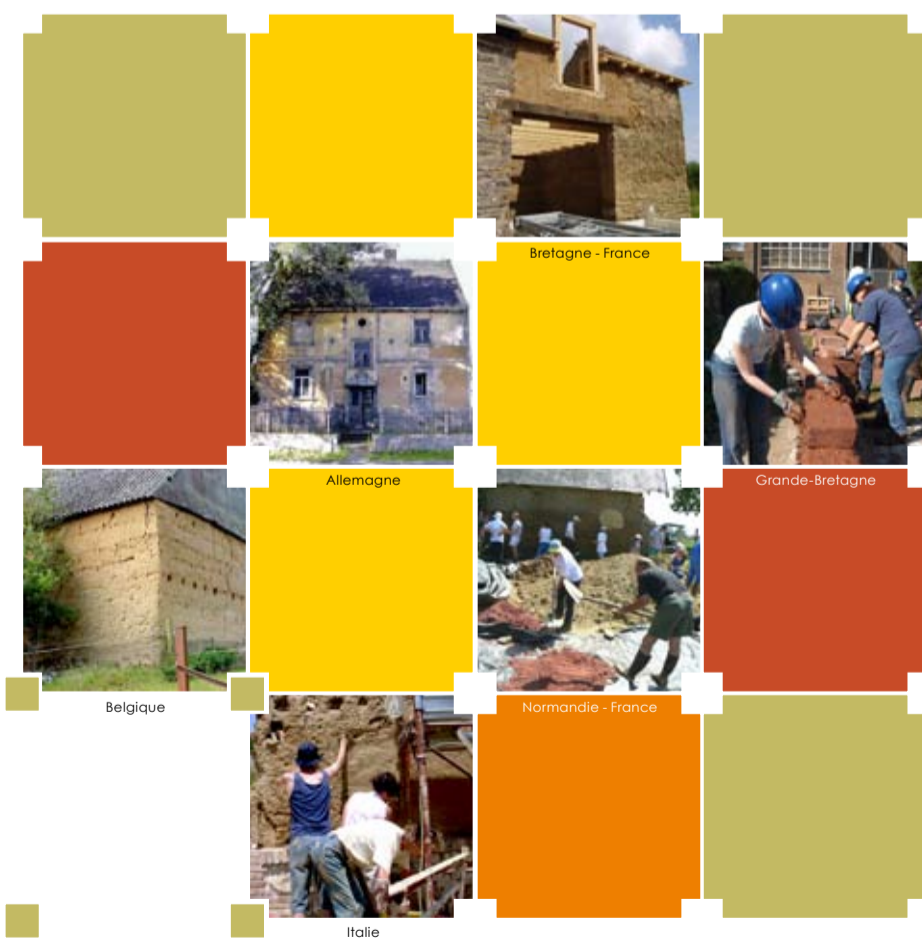 Bretagne - France
Allemagne
Grande-Bretagne
Belgique
Normandie - France
Italie